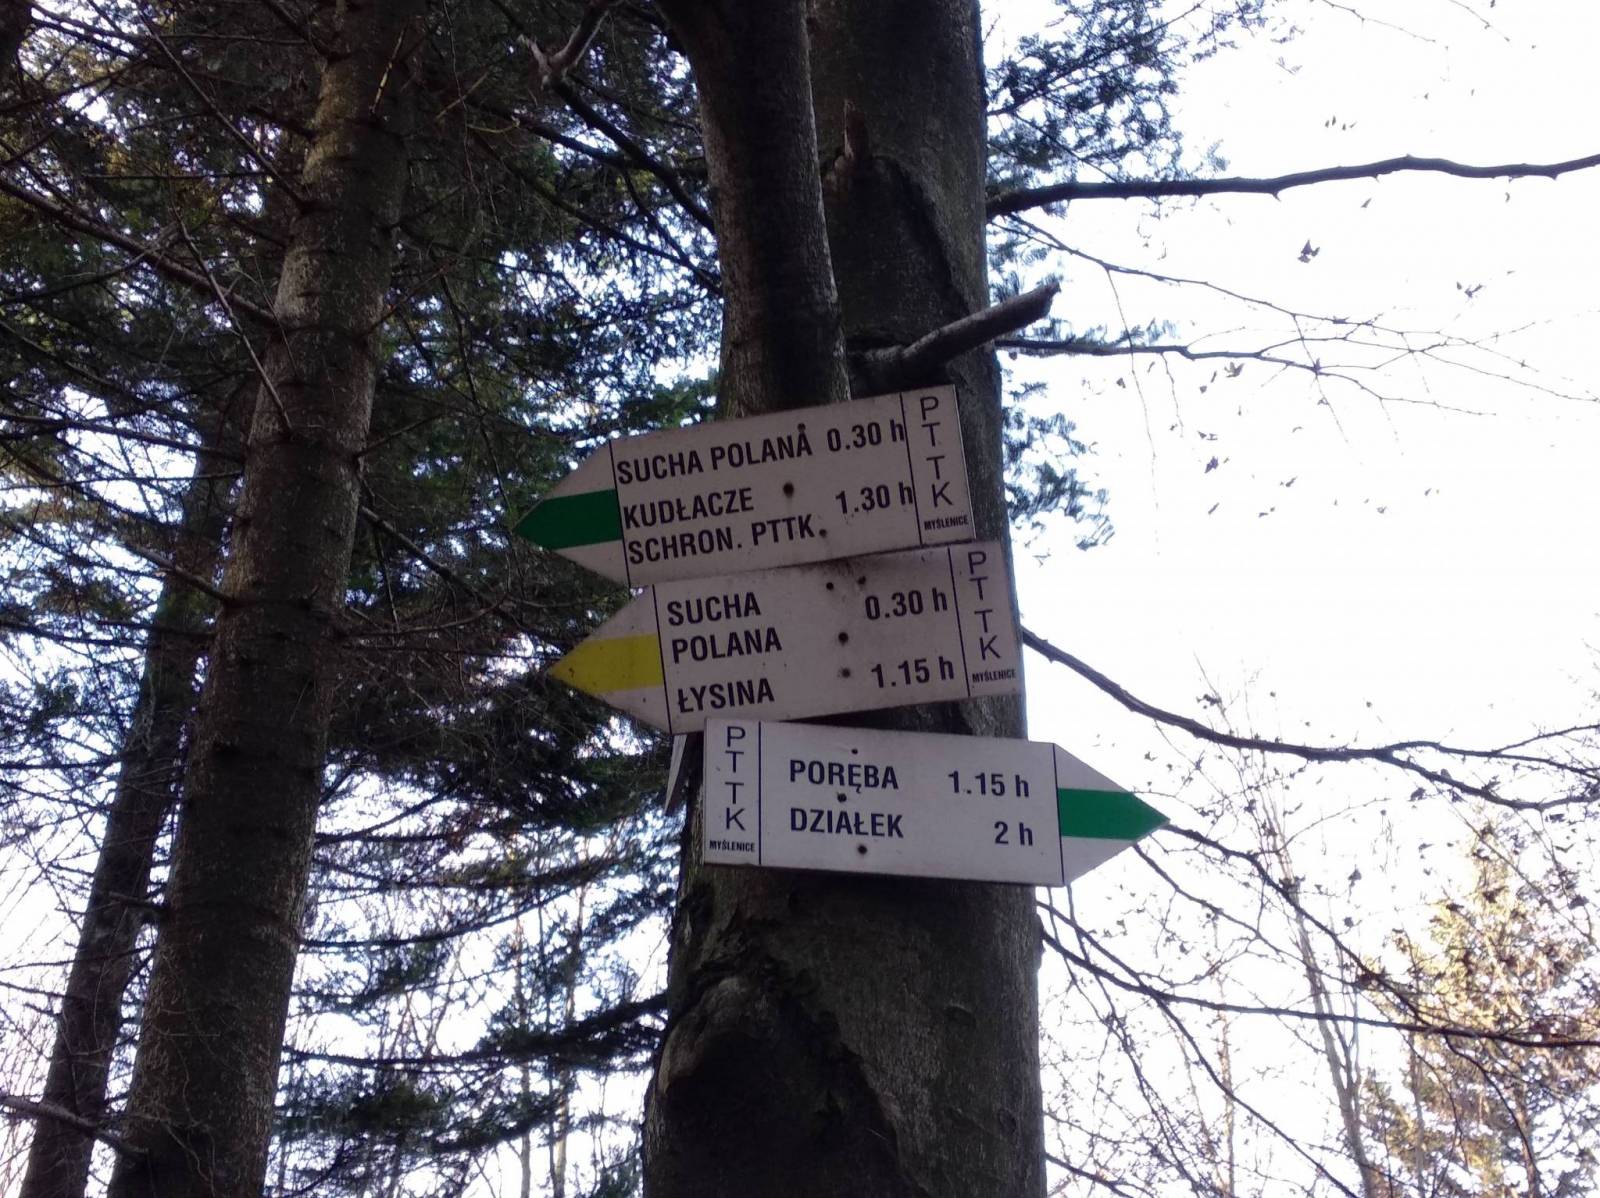 SUCHA POLANA 0.30 h
KUDŁACZE
SCHRON. PTTK. 1.30 h
PTTK
MYŚLENICE
SUCHA 0.30 h
POLANA
ŁYSINA 1.15 h
PTTK
MYŚLENICE
PTTK
MYŚLENICE
PORĘBA 1.15 h
DZIAŁEK 2 h